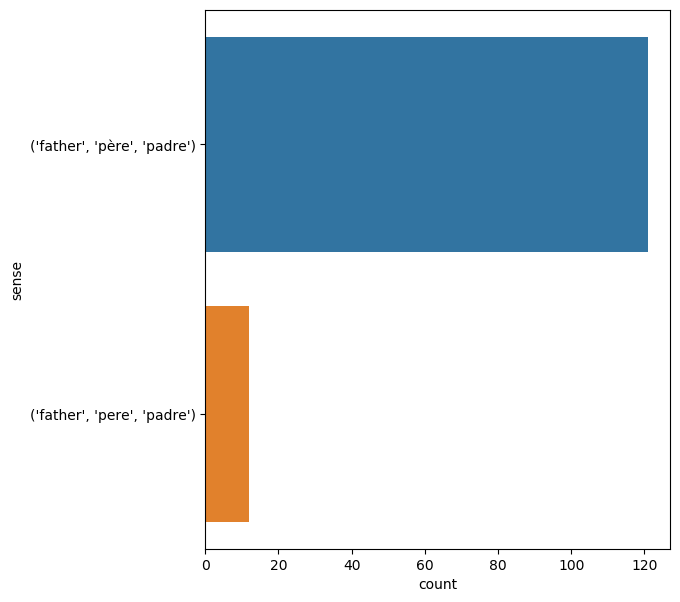 ('father', 'père', 'padre')
('father', 'pere', 'padre')
sense
0 20 40 60 80 100 120
count